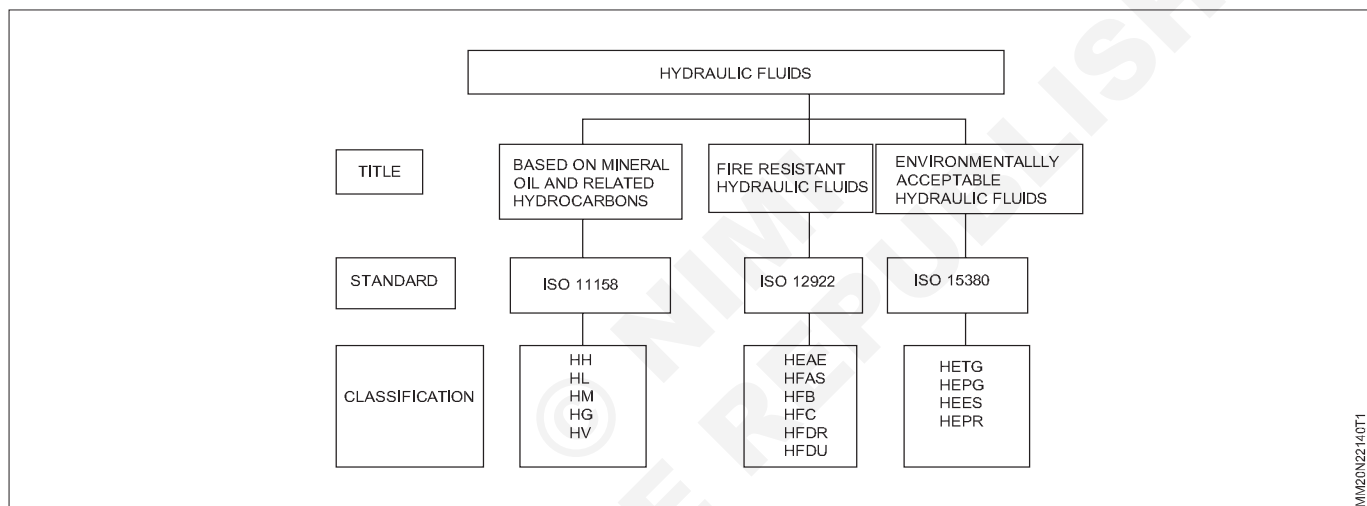 HYDRAULIC FLUIDS
TITLE
BASED ON MINERAL
OIL AND RELATED
HYDROCARBONS
FIRE RESISTANT
HYDRAULIC FLUIDS
ENVIRONMENTALLLY
ACCEPTABLE
HYDRAULIC FLUIDS
STANDARD
ISO 11158
ISO 12922
ISO 15380
CLASSIFICATION
HH
HL
HM
HG
HV
HEAE
HFAS
HFB
HFC
HFDR
HFDU
HETG
HEPG
HEES
HEPR
MM20N22140T1
© NIMI
E REPUBLISH